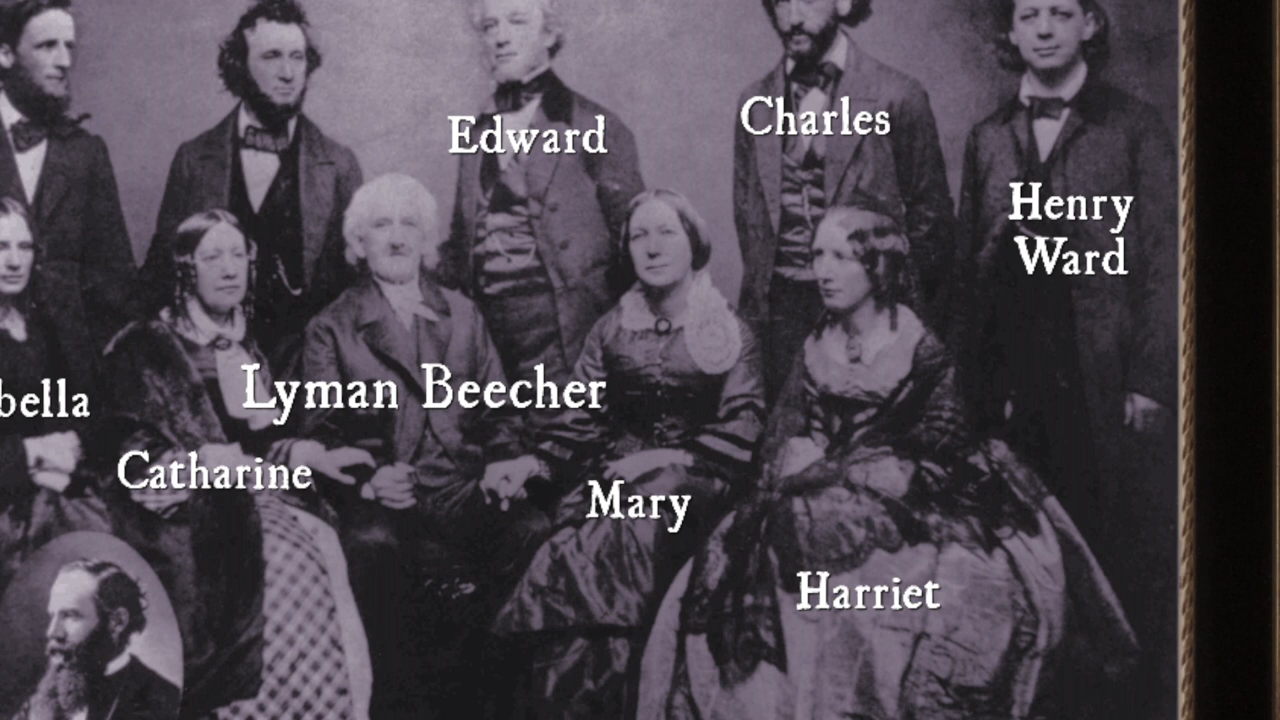 Edward
Charles
Henry
Ward
Lyman Beecher
bella
Catharine
Mary
Harriet